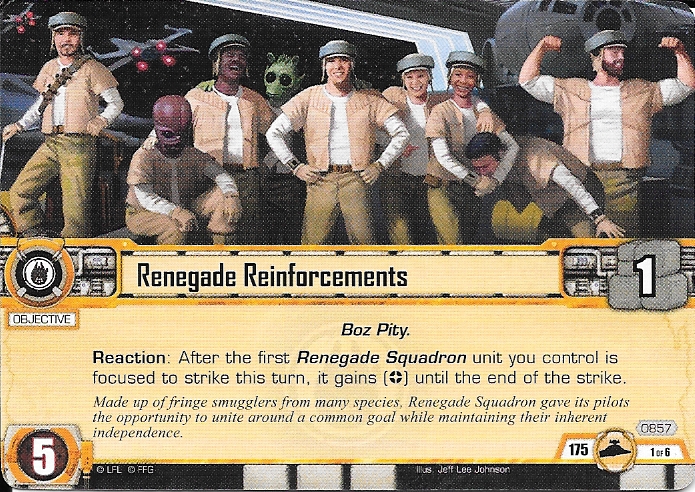 Renegade Reinforcements
1
OBJECTIVE
Boz Pity.
Reaction: After the first Renegade Squadron unit you control is
focused to strike this turn, it gains () until the end of the strike.
Made up of fringe smugglers from many species, Renegade Squadron gave its pilots
the opportunity to unite around a common goal while maintaining their inherent
independence.
0857
5
175
1 OF 6
© LFL © FFG
Illus. Jeff Lee Johnson